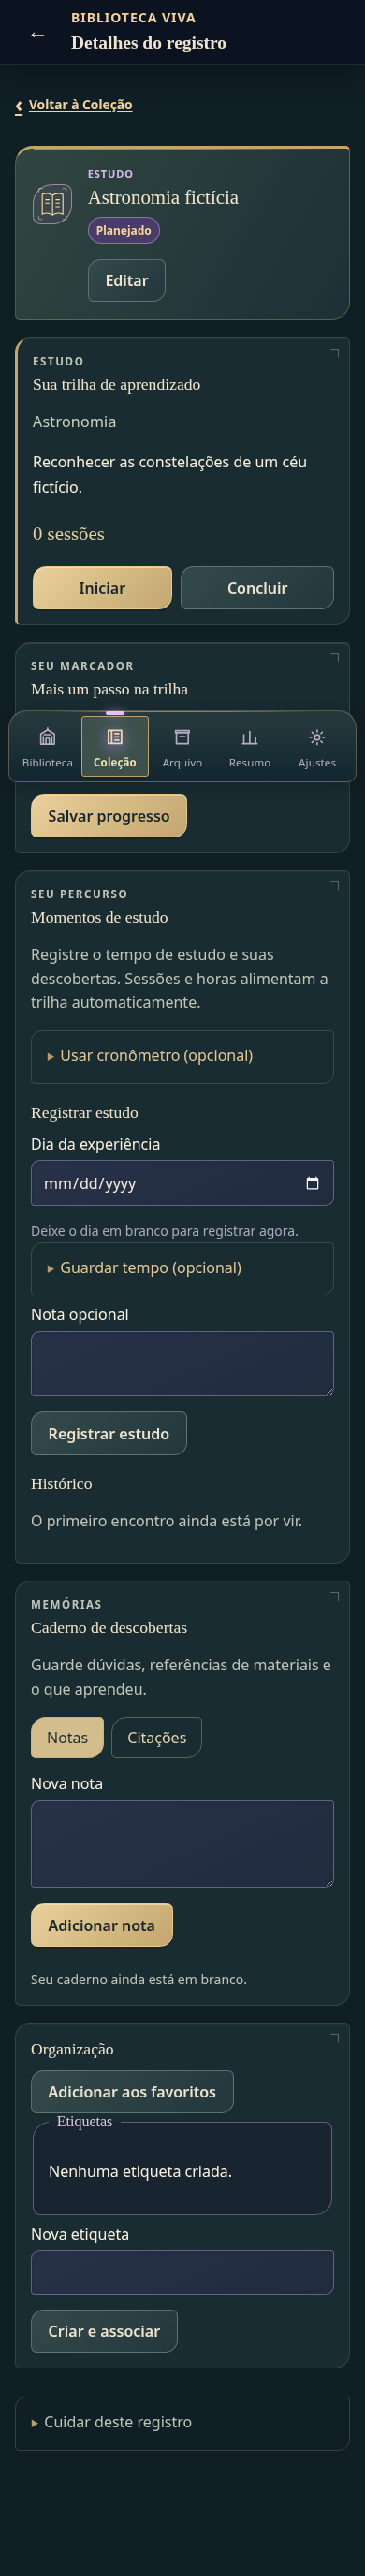 ←
BIBLIOTECA VIVA
Detalhes do registro
‹ Voltar à Coleção
ESTUDO
Astronomia fictícia
Planejado
Editar
ESTUDO
Sua trilha de aprendizado
Astronomia
Reconhecer as constelações de um céu
fictício.
0 sessões
Iniciar
Concluir
SEU MARCADOR
Mais um passo na trilha
Biblioteca
Coleção
Arquivo
Resumo
Ajustes
Salvar progresso
SEU PERCURSO
Momentos de estudo
Registre o tempo de estudo e suas
descobertas. Sessões e horas alimentam a
trilha automaticamente.
▸ Usar cronômetro (opcional)
Registrar estudo
Dia da experiência
mm/dd/yyyy
Deixe o dia em branco para registrar agora.
▸ Guardar tempo (opcional)
Nota opcional
Registrar estudo
Histórico
O primeiro encontro ainda está por vir.
MEMÓRIAS
Caderno de descobertas
Guarde dúvidas, referências de materiais e
o que aprendeu.
Notas
Citações
Nova nota
Adicionar nota
Seu caderno ainda está em branco.
Organização
Adicionar aos favoritos
Etiquetas
Nenhuma etiqueta criada.
Nova etiqueta
Criar e associar
▸ Cuidar deste registro